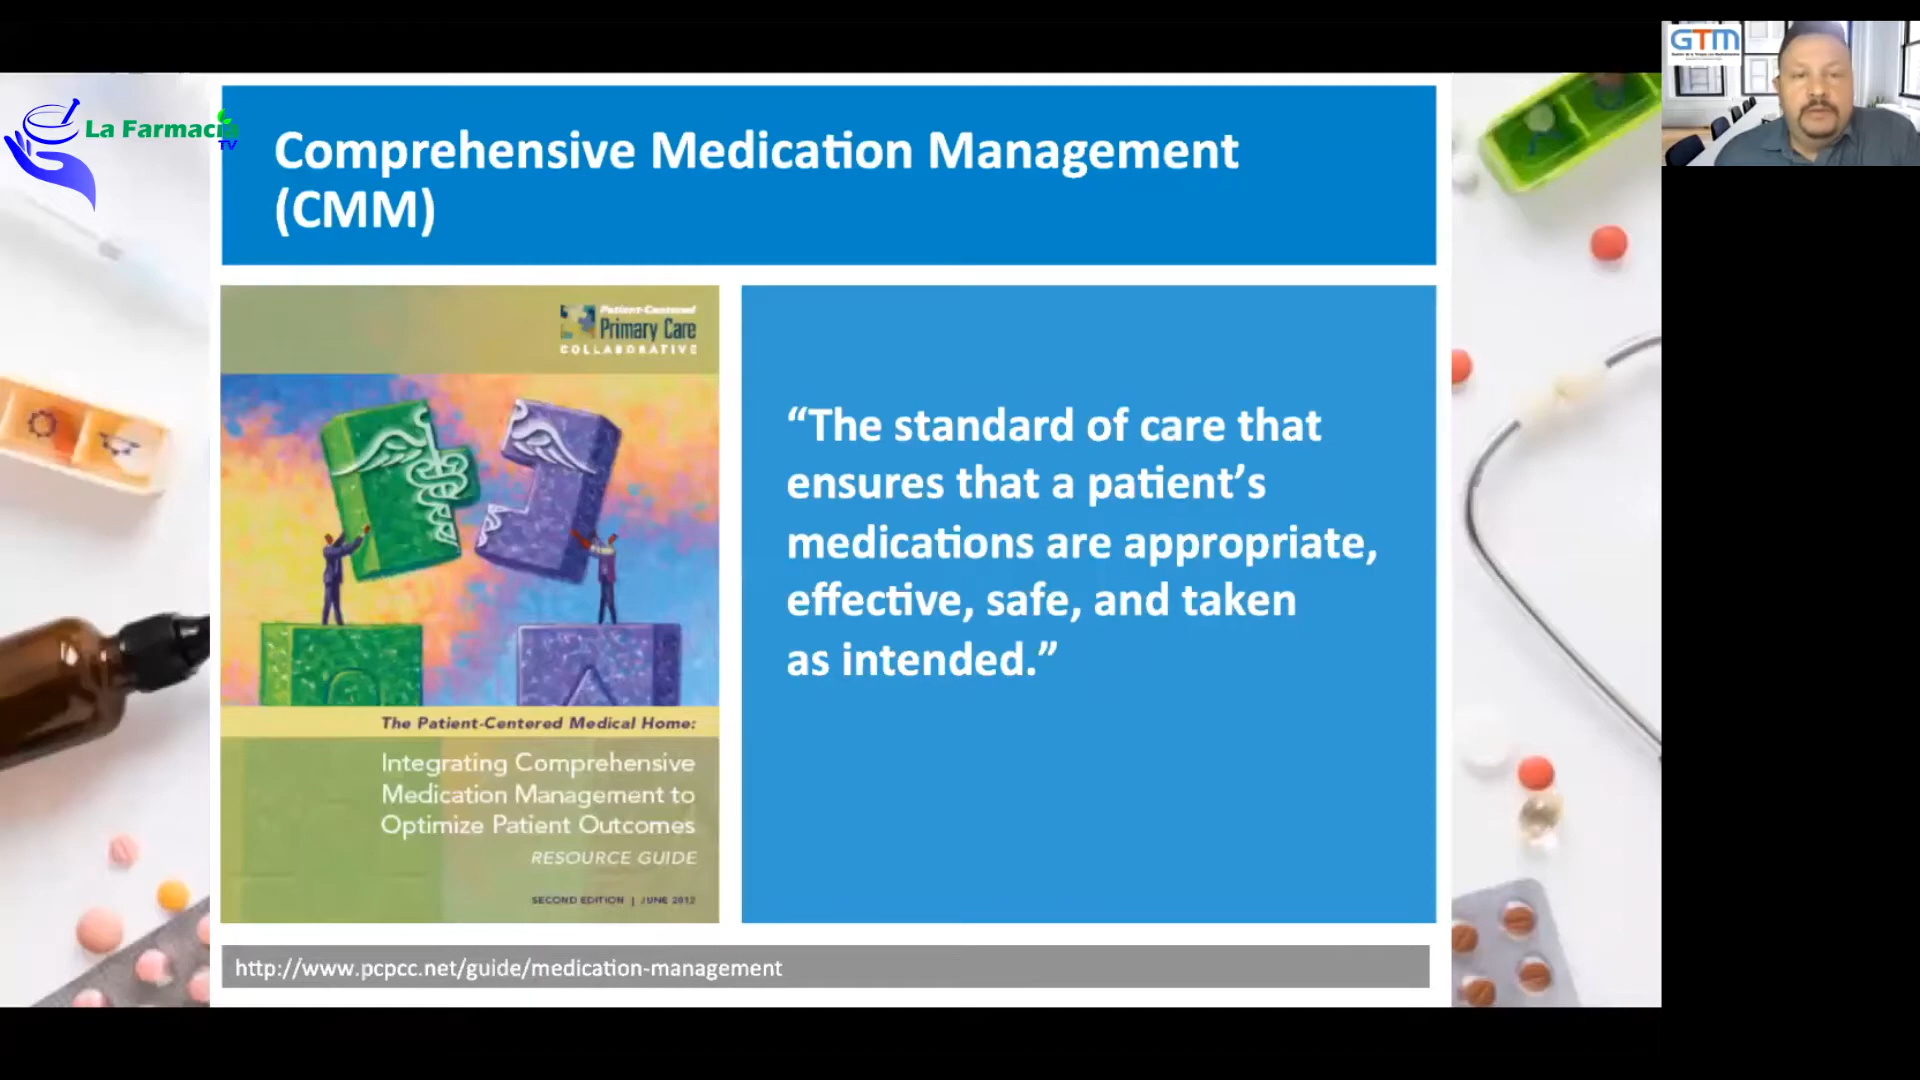 GTM
La Farmacia
TV
Comprehensive Medication Management
(CMM)
Patient-Centered
Primary Care
COLLABORATIVE
“The standard of care that
ensures that a patient’s
medications are appropriate,
effective, safe, and taken
as intended.”
The Patient-Centered Medical Home:
Integrating Comprehensive
Medication Management to
Optimize Patient Outcomes
RESOURCE GUIDE
SECOND EDITION | JUNE 2012
http://www.pcpcc.net/guide/medication-management